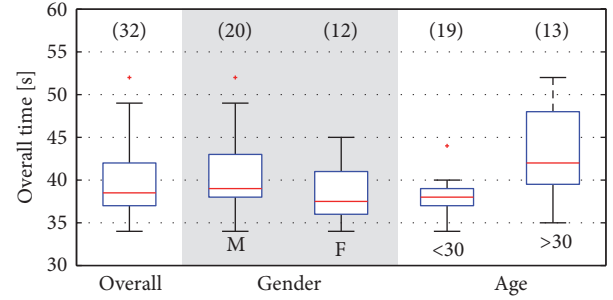 60
55
50
45
40
35
30
Overall time [s]
(32) (20) (12) (19) (13)
M F <30 >30
Overall Gender Age